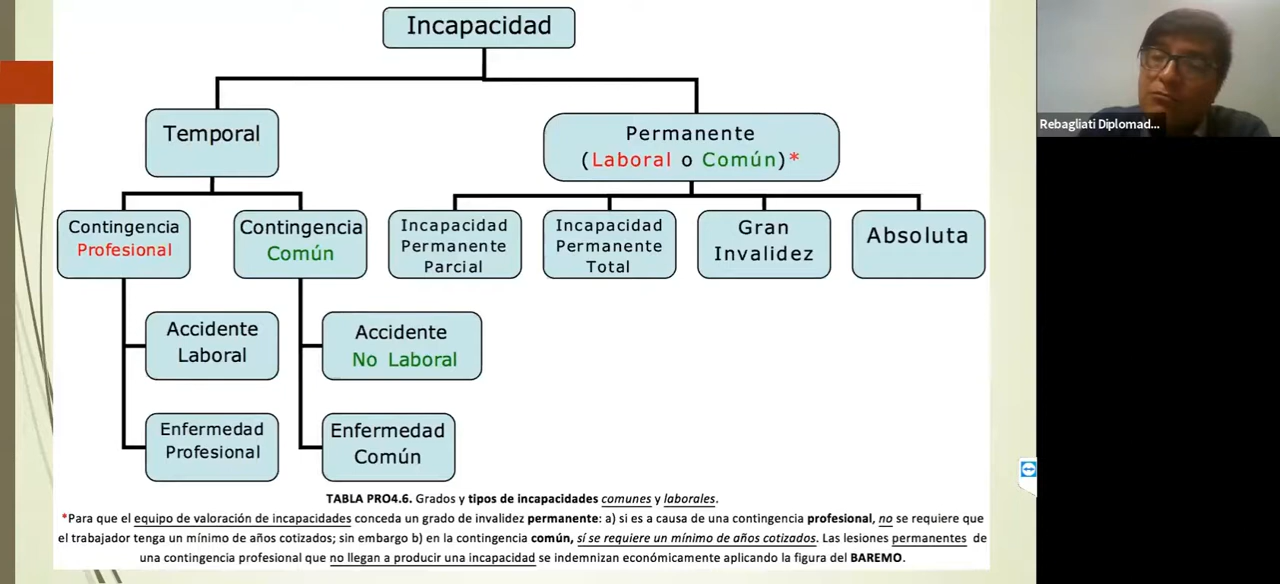 Incapacidad
Temporal
Permanente
(Laboral o Común)*
Contingencia
Profesional
Contingencia
Común
Incapacidad
Permanente
Parcial
Incapacidad
Permanente
Total
Gran
Invalidez
Absoluta
Accidente
Laboral
Accidente
No Laboral
Enfermedad
Profesional
Enfermedad
Común
TABLA PRO4.6. Grados y tipos de incapacidades comunes y laborales.
*Para que el equipo de valoración de incapacidades conceda un grado de invalidez permanente: a) si es a causa de una contingencia profesional, no se requiere que
el trabajador tenga un mínimo de años cotizados; sin embargo b) en la contingencia común, sí se requiere un mínimo de años cotizados. Las lesiones permanentes de
una contingencia profesional que no llegan a producir una incapacidad se indemnizan económicamente aplicando la figura del BAREMO.
Rebagliati Diplomad...